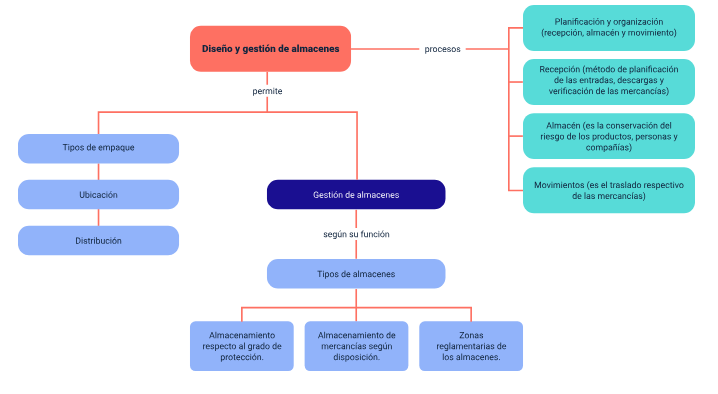 Diseño y gestión de almacenes
procesos
Planificación y organización
(recepción, almacén y movimiento)
Recepción (método de planificación
de las entradas, descargas y
verificación de las mercancías)
Almacén (es la conservación del
riesgo de los productos, personas y
compañías)
Movimientos (es el traslado respectivo
de las mercancías)
permite
Tipos de empaque
Ubicación
Distribución
Gestión de almacenes
según su función
Tipos de almacenes
Almacenamiento
respecto al grado de
protección.
Almacenamiento de
mercancías según
disposición.
Zonas
reglamentarias de
los almacenes.